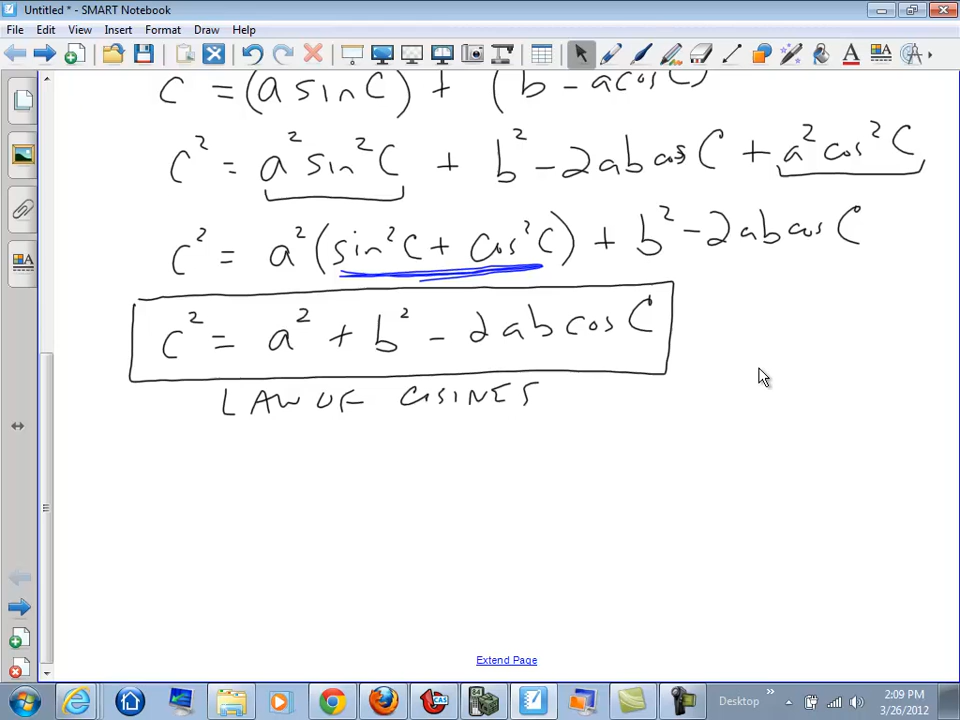 Untitled * - SMART Notebook
File Edit View Insert Format Draw Help
c = (a sin C) + (b - a cos C)
c² = a² sin² C + b² - 2ab cos C + a² cos² C
c² = a² (sin² C + cos² C) + b² - 2ab cos C
c² = a² + b² - 2ab cos C
LAW OF COSINES
Extend Page
Desktop
2:09 PM
3/26/2012